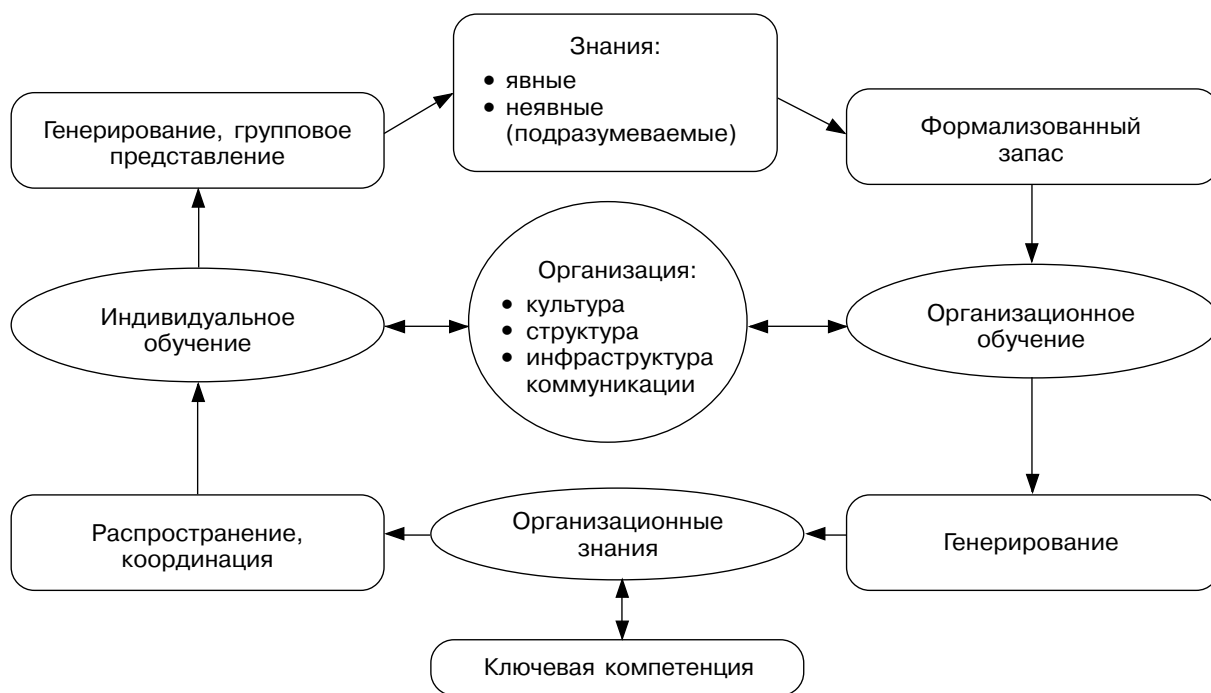 Знания:
• явные
• неявные
(подразумеваемые)
Генерирование, групповое
представление
Формализованный
запас
Организация:
• культура
• структура
• инфраструктура
коммуникации
Индивидуальное
обучение
Организационное
обучение
Распространение,
координация
Организационные
знания
Генерирование
Ключевая компетенция